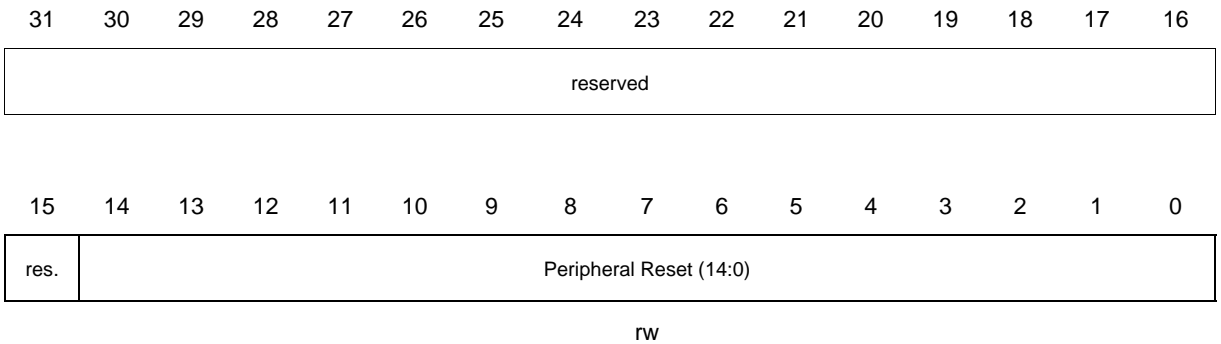 31 30 29 28 27 26 25 24 23 22 21 20 19 18 17 16
reserved
15 14 13 12 11 10 9 8 7 6 5 4 3 2 1 0
res. Peripheral Reset (14:0)
rw